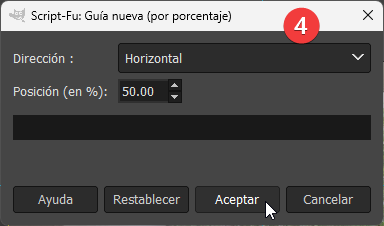 Script-Fu: Guía nueva (por porcentaje)
4
Dirección :
Horizontal
Posición (en %):
50.00
Ayuda
Restablecer
Aceptar
Cancelar